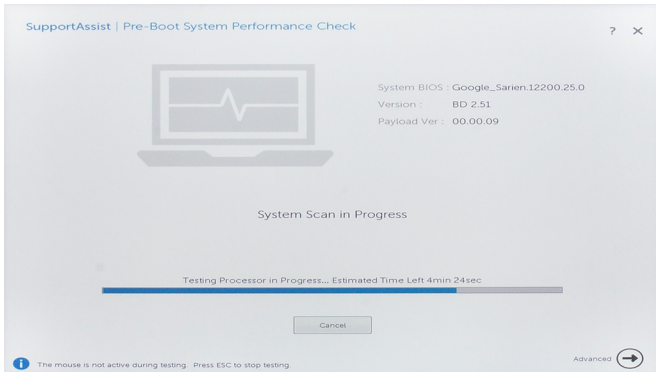 SupportAssist | Pre-Boot System Performance Check
? ×
System BIOS : Google_Sarien.12200.25.0
Version : BD 2.51
Payload Ver : 00.00.09
System Scan in Progress
Testing Processor in Progress... Estimated Time Left 4min 24sec
Cancel
i The mouse is not active during testing. Press ESC to stop testing.
Advanced